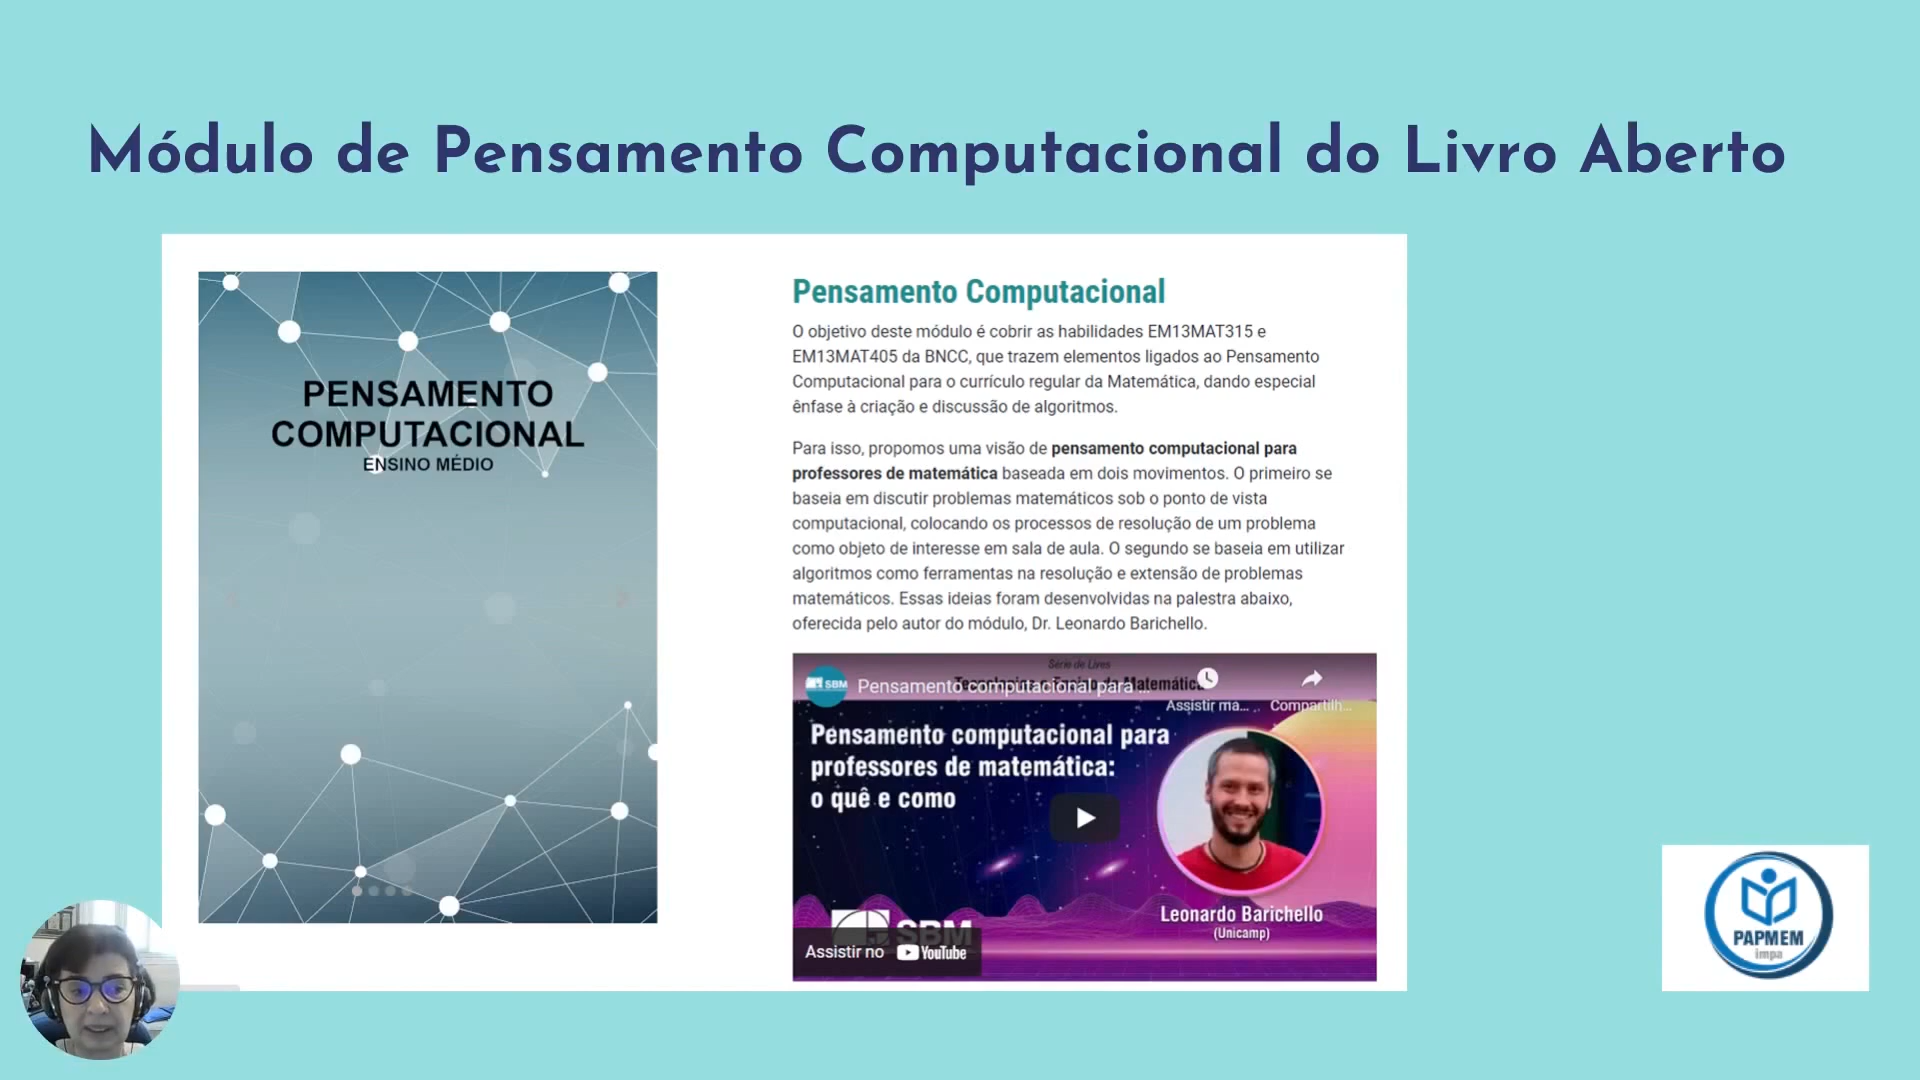 Módulo de Pensamento Computacional do Livro Aberto
PENSAMENTO
COMPUTACIONAL
ENSINO MÉDIO
Pensamento Computacional
O objetivo deste módulo é cobrir as habilidades EM13MAT315 e
EM13MAT405 da BNCC, que trazem elementos ligados ao Pensamento
Computacional para o currículo regular da Matemática, dando especial
ênfase à criação e discussão de algoritmos.
Para isso, propomos uma visão de pensamento computacional para
professores de matemática baseada em dois movimentos. O primeiro se
baseia em discutir problemas matemáticos sob o ponto de vista
computacional, colocando os processos de resolução de um problema
como objeto de interesse em sala de aula. O segundo se baseia em utilizar
algoritmos como ferramentas na resolução e extensão de problemas
matemáticos. Essas ideias foram desenvolvidas na palestra abaixo,
oferecida pelo autor do módulo, Dr. Leonardo Barichello.
Série de Lives
SBM
Pensamento computacional para ...
Assistir ma...
Compartilh...
Pensamento computacional para
professores de matemática:
o quê e como
Leonardo Barichello
(Unicamp)
SBM
Assistir no YouTube
PAPMEM
impa